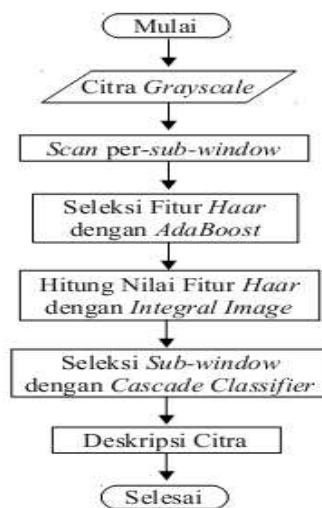 Mulai
Citra Grayscale
Scan per-sub-window
Seleksi Fitur Haar
dengan AdaBoost
Hitung Nilai Fitur Haar
dengan Integral Image
Seleksi Sub-window
dengan Cascade Classifier
Deskripsi Citra
Selesai